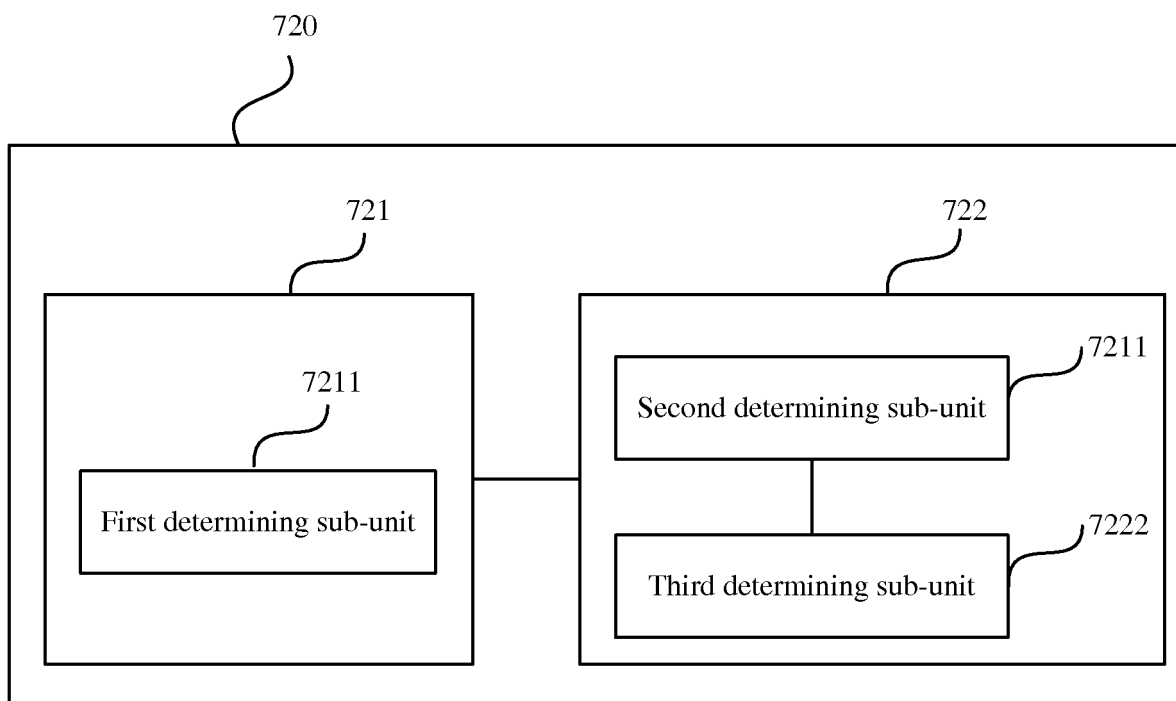 720
721
722
7211
Second determining sub-unit
7211
First determining sub-unit
7222
Third determining sub-unit